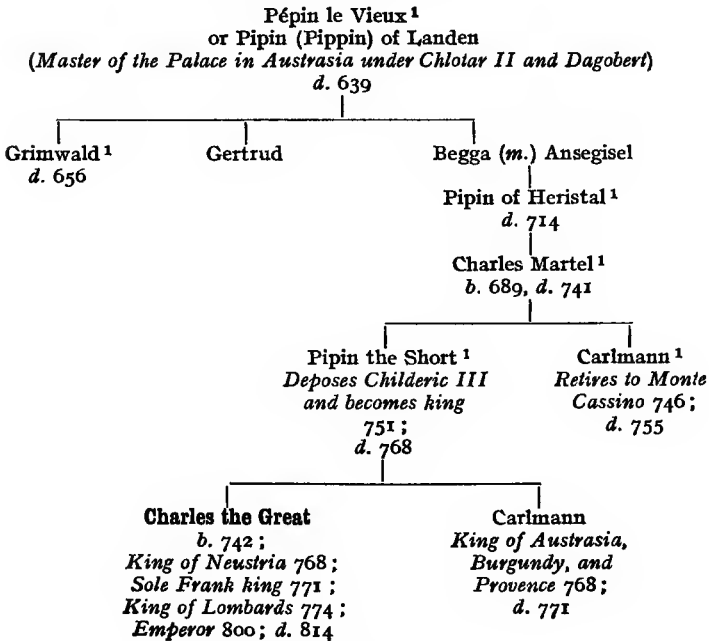 Pépin le Vieux ¹
or Pipin (Pippin) of Landen
(Master of the Palace in Austrasia under Chlotar II and Dagobert)
d. 639
Grimwald ¹ Gertrud Begga (m.) Ansegisel
d. 656
Pipin of Heristal ¹
d. 714
Charles Martel ¹
b. 689, d. 741
Pipin the Short ¹ Carlmann ¹
Deposes Childeric III Retires to Monte
and becomes king Cassino 746;
751; d. 755
d. 768
Charles the Great Carlmann
b. 742; King of Austrasia,
King of Neustria 768; Burgundy, and
Sole Frank king 771; Provence 768;
King of Lombards 774; d. 771
Emperor 800; d. 814